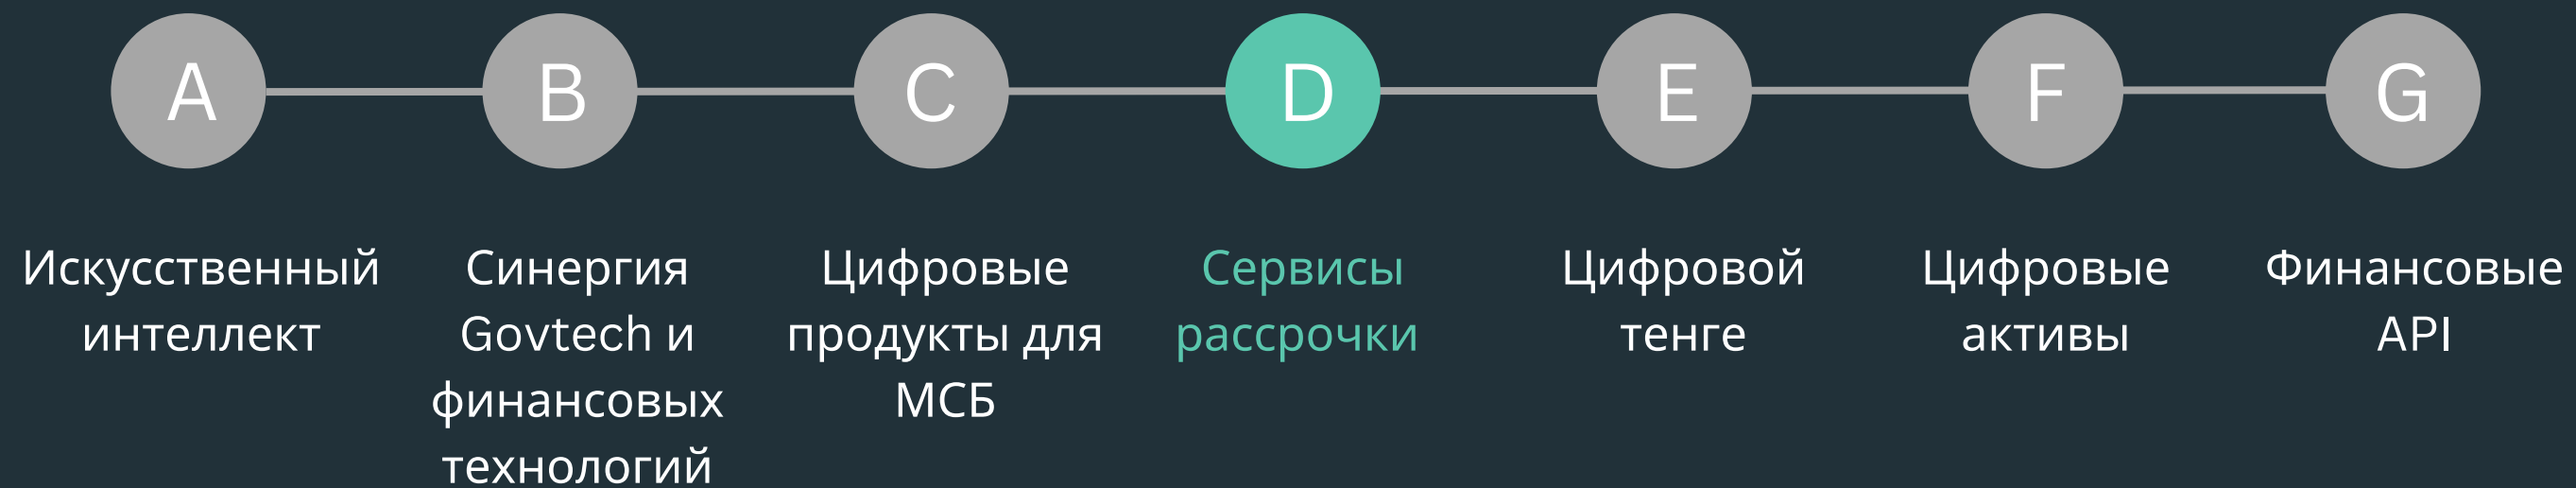 A
B
C
D
E
F
G
Искусственный
интеллект
Синергия
Govtech и
финансовых
технологий
Цифровые
продукты для
МСБ
Сервисы
рассрочки
Цифровой
тенге
Цифровые
активы
Финансовые
API